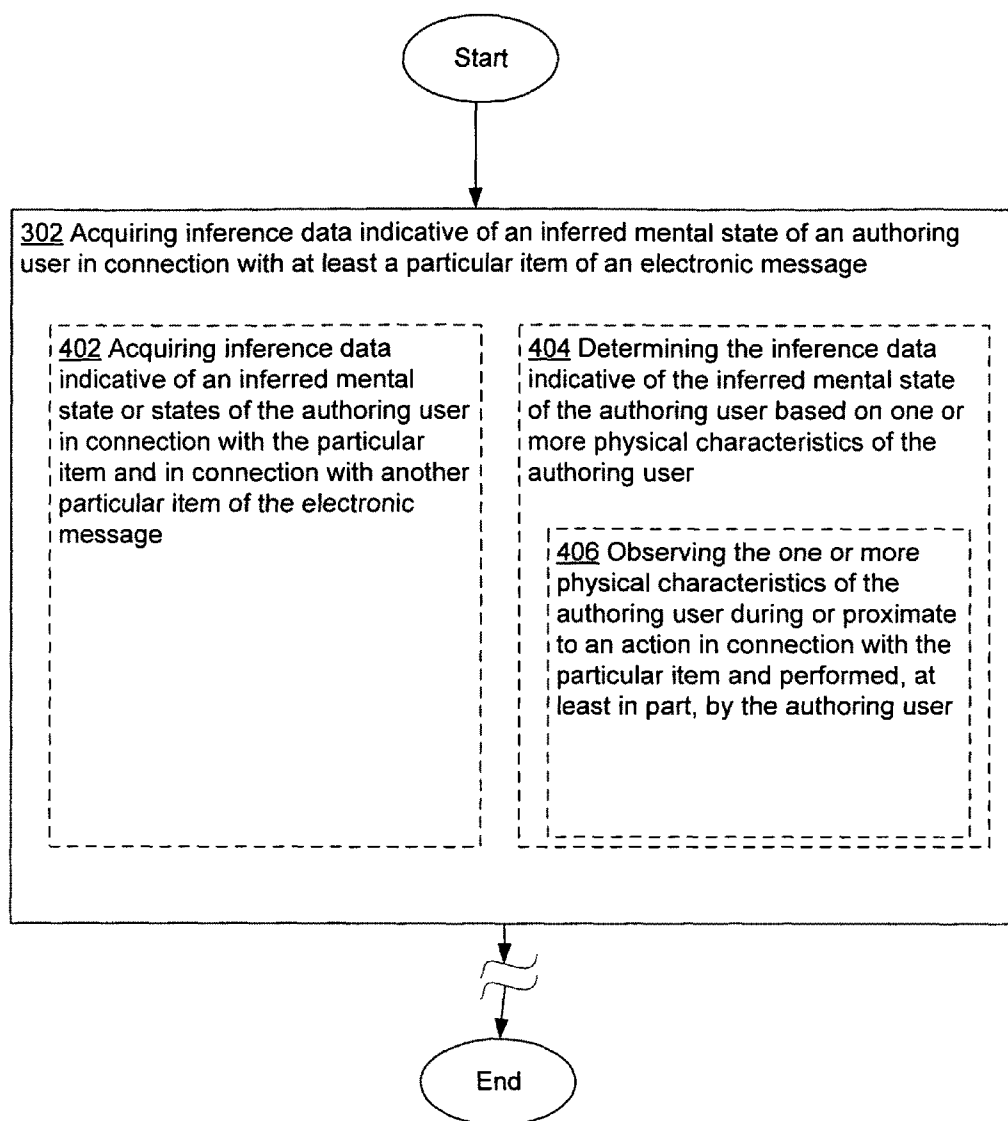 Start
302 Acquiring inference data indicative of an inferred mental state of an authoring
user in connection with at least a particular item of an electronic message
402 Acquiring inference data
indicative of an inferred mental
state or states of the authoring user
in connection with the particular
item and in connection with another
particular item of the electronic
message
404 Determining the inference data
indicative of the inferred mental state
of the authoring user based on one or
more physical characteristics of the
authoring user
406 Observing the one or more
physical characteristics of the
authoring user during or proximate
to an action in connection with the
particular item and performed, at
least in part, by the authoring user
End